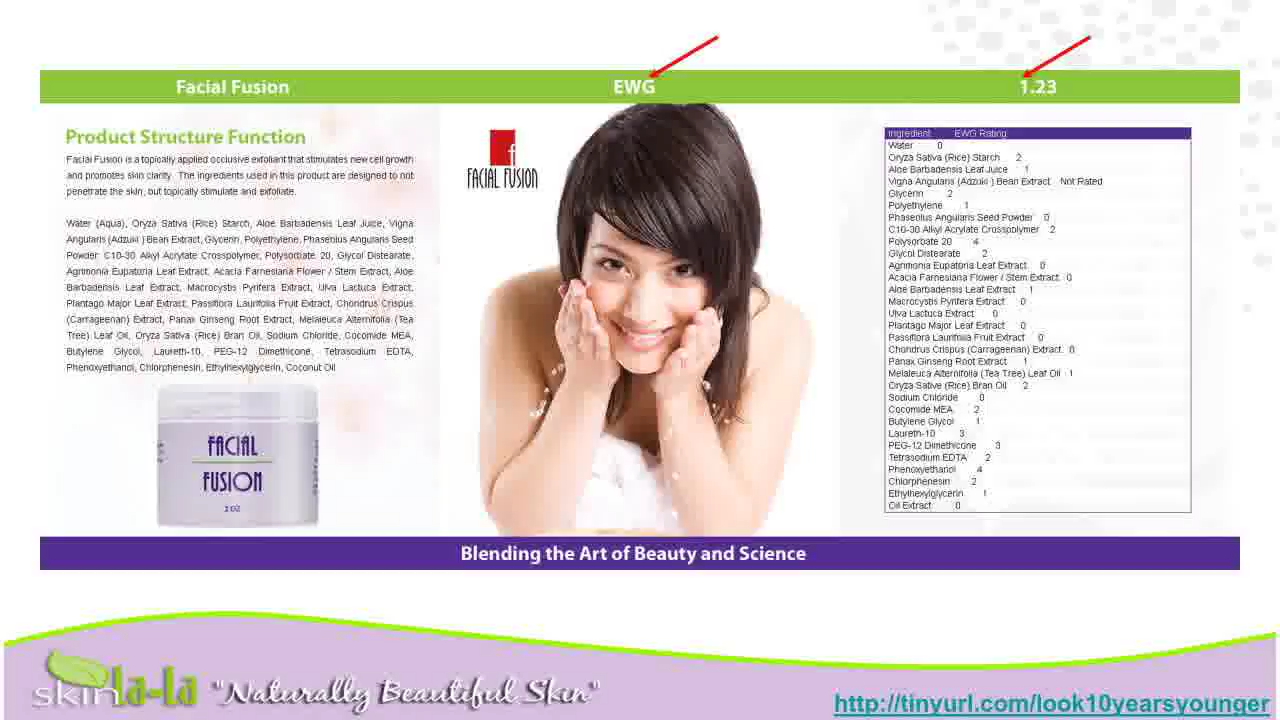 Facial Fusion
EWG
1.23
Product Structure Function
Facial Fusion is a topically applied occlusive exfoliant that stimulates new cell growth
and promotes skin clarity. The ingredients used in this product are designed to not
penetrate the skin, but topically stimulate and exfoliate.
Water (Aqua), Oryza Sativa (Rice) Starch, Aloe Barbadensis Leaf Juice, Vigna
Angularis (Adzuki ) Bean Extract, Glycerin, Polyethylene, Phaseolus Angularis Seed
Powder: C10-30 Alkyl Acrylate Crosspolymer, Polysorbate 20, Glycol Distearate,
Agrimonia Eupatoria Leaf Extract, Acacia Farnesiana Flower / Stem Extract, Aloe
Barbadensis Leaf Extract, Macrocystis Pyrifera Extract, Ulva Lactuca Extract,
Plantago Major Leaf Extract, Passiflora Laurifolia Fruit Extract, Chondrus Crispus
(Carrageenan) Extract, Panax Ginseng Root Extract, Melaleuca Alternifolia (Tea
Tree) Leaf Oil, Oryza Sativa (Rice) Bran Oil, Sodium Chloride, Cocomide MEA,
Butylene Glycol, Laureth-10, PEG-12 Dimethicone, Tetrasodium EDTA,
Phenoxyethanol, Chlorphenesin, Ethylhexylglycerin, Coconut Oil
FACIAL
FUSION
2 OZ
f
FACIAL FUSION
Ingredient EWG Rating
Water 0
Oryza Sativa (Rice) Starch 2
Aloe Barbadensis Leaf Juice 1
Vigna Angularis (Adzuki ) Bean Extract Not Rated
Glycerin 2
Polyethylene 1
Phaseolus Angularis Seed Powder 0
C10-30 Alkyl Acrylate Crosspolymer 2
Polysorbate 20 4
Glycol Distearate 2
Agrimonia Eupatoria Leaf Extract 0
Acacia Farnesiana Flower / Stem Extract 0
Aloe Barbadensis Leaf Extract 1
Macrocystis Pyrifera Extract 0
Ulva Lactuca Extract 0
Plantago Major Leaf Extract 0
Passiflora Laurifolia Fruit Extract 0
Chondrus Crispus (Carrageenan) Extract 0
Panax Ginseng Root Extract 1
Melaleuca Alternifolia (Tea Tree) Leaf Oil 1
Oryza Sative (Rice) Bran Oil 2
Sodium Chloride 0
Cocomide MEA 2
Butylene Glycol 1
Laureth-10 3
PEG-12 Dimethicone 3
Tetrasodium EDTA 2
Phenoxyethanol 4
Chlorphenesin 2
Ethylhexylglycerin 1
Oil Extract 0
Blending the Art of Beauty and Science
skin la-la "Naturally Beautiful Skin"
http://tinyurl.com/look10yearsyounger